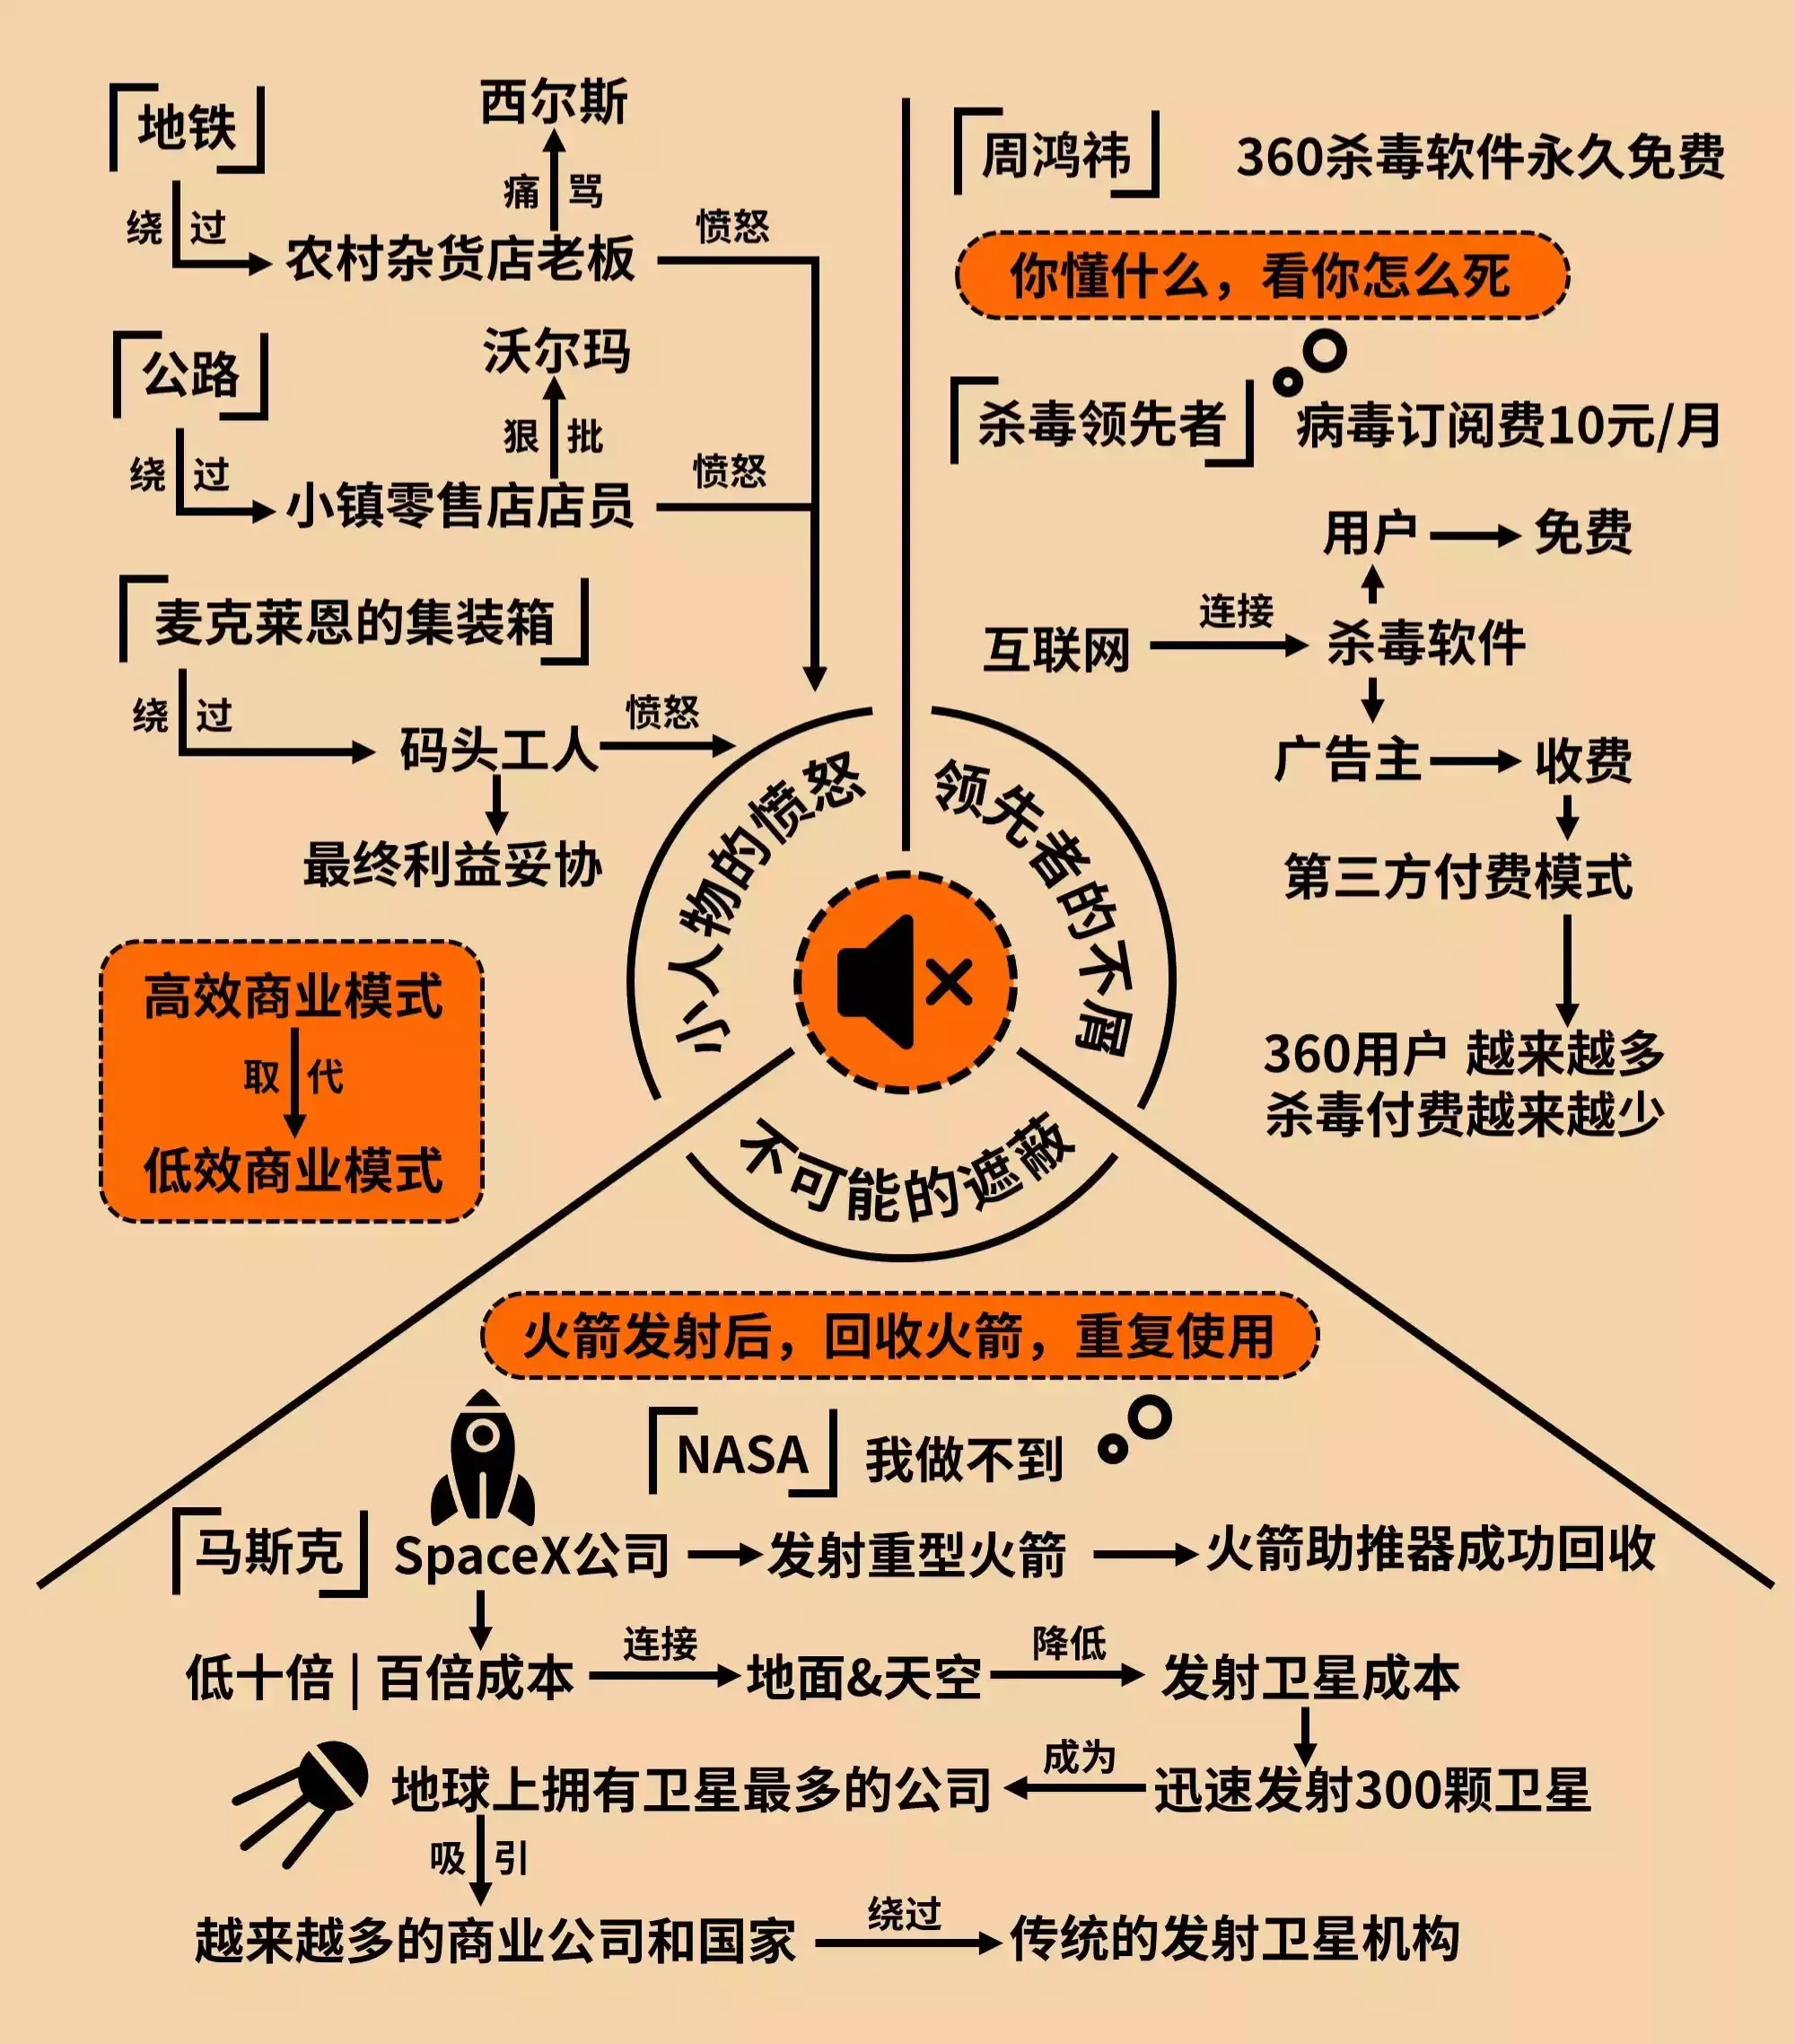 地铁
绕过
西尔斯
痛骂
农村杂货店老板
愤怒
公路
绕过
沃尔玛
狠批
小镇零售店店员
愤怒
麦克莱恩的集装箱
绕过
码头工人
愤怒
最终利益妥协
高效商业模式
取代
低效商业模式
小人物的愤怒
周鸿祎
360杀毒软件永久免费
你懂什么，看你怎么死
杀毒领先者
病毒订阅费10元/月
用户
免费
互联网
连接
杀毒软件
广告主
收费
第三方付费模式
360用户 越来越多
杀毒付费越来越少
领先者的不屑
不可能的遮蔽
火箭发射后，回收火箭，重复使用
NASA
我做不到
马斯克
SpaceX公司
发射重型火箭
火箭助推器成功回收
低十倍 | 百倍成本
连接
地面&天空
降低
发射卫星成本
地球上拥有卫星最多的公司
成为
迅速发射300颗卫星
吸引
越来越多的商业公司和国家
绕过
传统的发射卫星机构